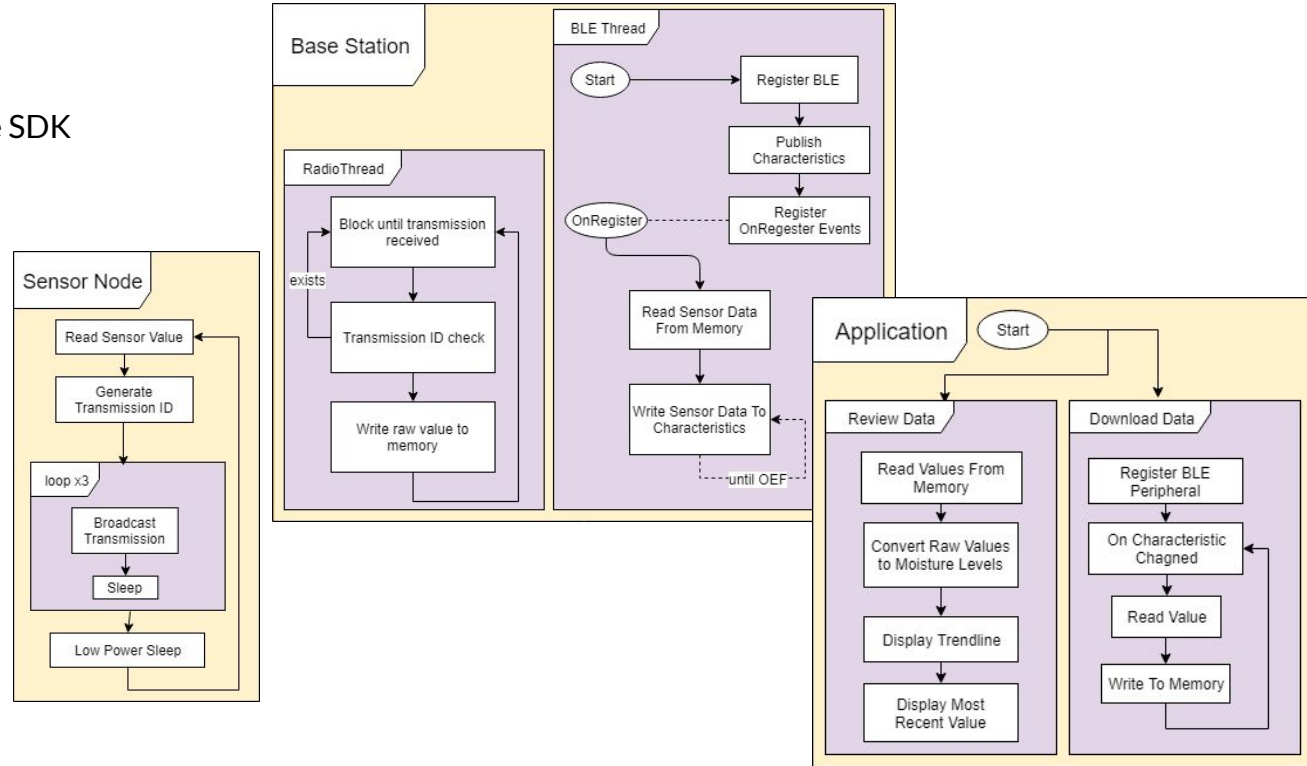 SDK
Sensor Node
Read Sensor Value
Generate
Transmission ID
loop x3
Broadcast
Transmission
Sleep
Low Power Sleep
Base Station
RadioThread
Block until transmission
received
exists
Transmission ID check
Write raw value to
memory
BLE Thread
Start
Register BLE
Publish
Characteristics
Register
OnRegester Events
OnRegister
Read Sensor Data
From Memory
Write Sensor Data To
Characteristics
until OEF
Application
Start
Review Data
Read Values From
Memory
Convert Raw Values
to Moisture Levels
Display Trendline
Display Most
Recent Value
Download Data
Register BLE
Peripheral
On Characteristic
Chagned
Read Value
Write To Memory